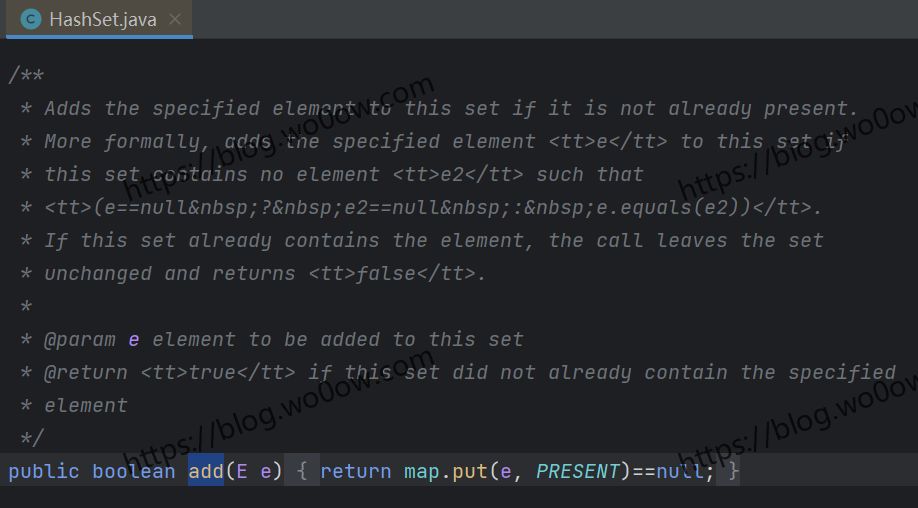 HashSet.java
/**
* Adds the specified element to this set if it is not already present.
* More formally, adds the specified element <tt>e</tt> to this set if
* this set contains no element <tt>e2</tt> such that
* <tt>(e==null&nbsp;?&nbsp;e2==null&nbsp;:&nbsp;e.equals(e2))</tt>.
* If this set already contains the element, the call leaves the set
* unchanged and returns <tt>false</tt>.
*
* @param e element to be added to this set
* @return <tt>true</tt> if this set did not already contain the specified
* element
*/
public boolean add(E e) { return map.put(e, PRESENT)==null; }
https://blog.wo0ow.com
https://blog.wo0ow
https://blog.wo0ow.com
https://blog.wo0ow